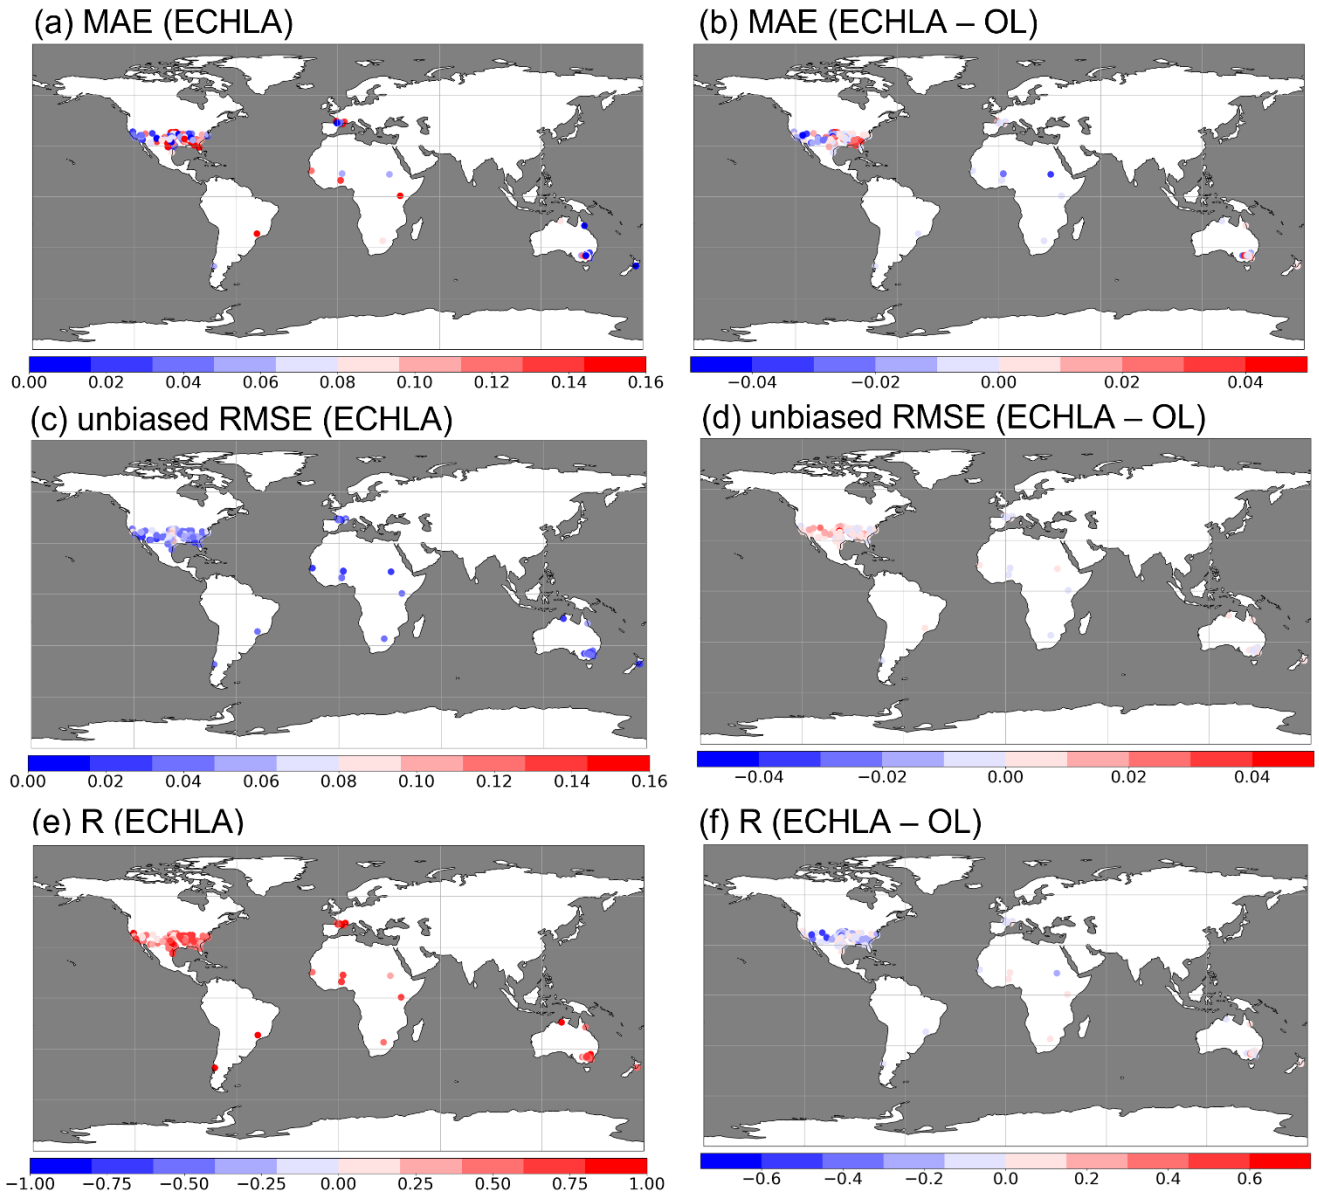 (a) MAE (ECHLA)
(b) MAE (ECHLA – OL)
0.00 0.02 0.04 0.06 0.08 0.10 0.12 0.14 0.16
−0.04 −0.02 0.00 0.02 0.04
(c) unbiased RMSE (ECHLA)
(d) unbiased RMSE (ECHLA – OL)
0.00 0.02 0.04 0.06 0.08 0.10 0.12 0.14 0.16
−0.04 −0.02 0.00 0.02 0.04
(e) R (ECHLA)
(f) R (ECHLA – OL)
−1.00 −0.75 −0.50 −0.25 0.00 0.25 0.50 0.75 1.00
−0.6 −0.4 −0.2 0.0 0.2 0.4 0.6